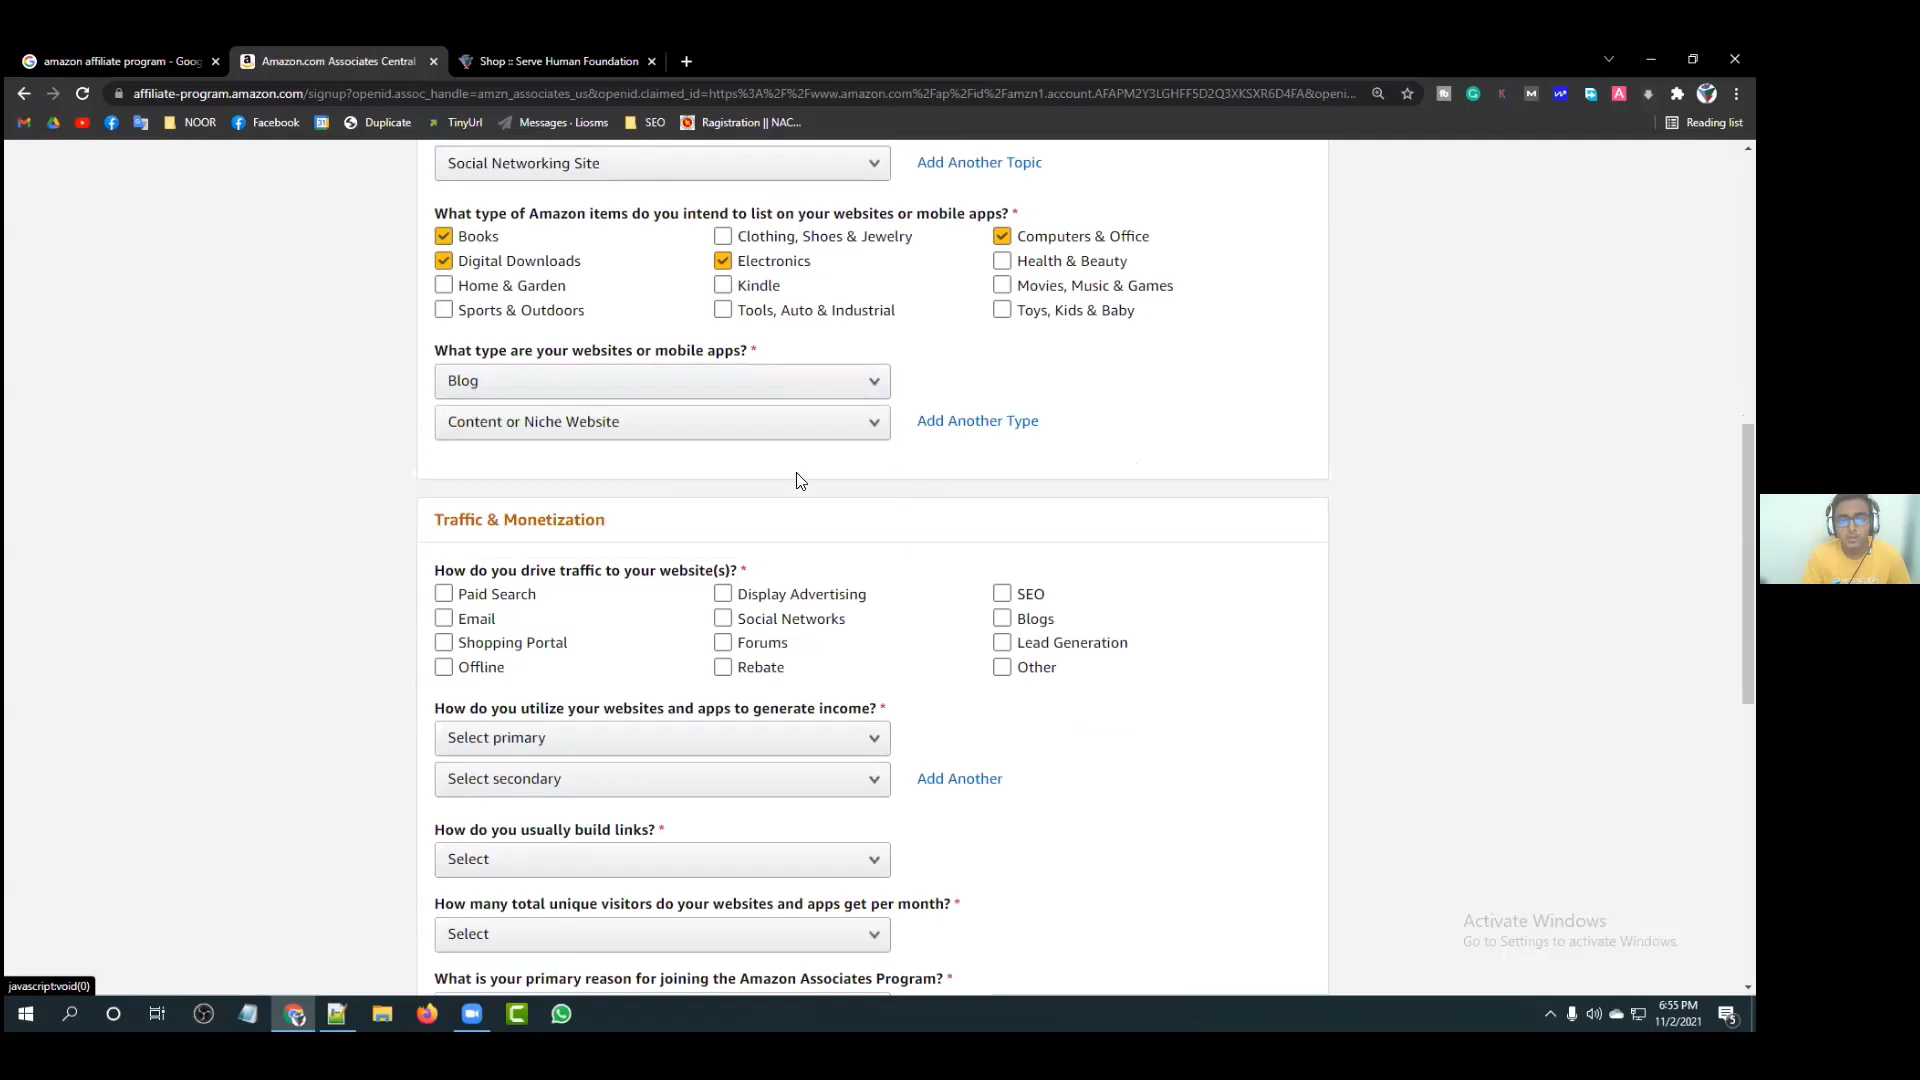 amazon affiliate program - Goog
Amazon.com Associates Central
Shop :: Serve Human Foundation
affiliate-program.amazon.com/signup?openid.assoc_handle=amzn_associates_us&openid.claimed_id=https%3A%2F%2Fwww.amazon.com%2Fap%2Fid%2Famzn1.account.AFAPM2Y3LGHFF5D2Q3XKSXR6D4FA&openi...
NOOR
Facebook
Duplicate
TinyUrl
Messages - Liosms
SEO
Ragistration || NAC...
Reading list
Social Networking Site
Add Another Topic
What type of Amazon items do you intend to list on your websites or mobile apps? *
Books
Clothing, Shoes & Jewelry
Computers & Office
Digital Downloads
Electronics
Health & Beauty
Home & Garden
Kindle
Movies, Music & Games
Sports & Outdoors
Tools, Auto & Industrial
Toys, Kids & Baby
What type are your websites or mobile apps? *
Blog
Content or Niche Website
Add Another Type
Traffic & Monetization
How do you drive traffic to your website(s)? *
Paid Search
Display Advertising
SEO
Email
Social Networks
Blogs
Shopping Portal
Forums
Lead Generation
Offline
Rebate
Other
How do you utilize your websites and apps to generate income? *
Select primary
Select secondary
Add Another
How do you usually build links? *
Select
How many total unique visitors do your websites and apps get per month? *
Select
Activate Windows
Go to Settings to activate Windows.
What is your primary reason for joining the Amazon Associates Program? *
javascript:void(0)
6:55 PM
11/2/2021
5